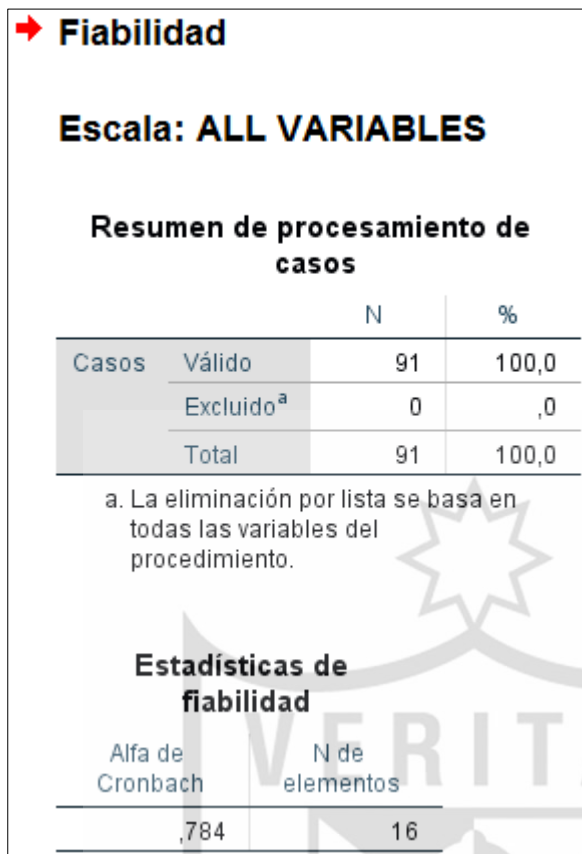 Fiabilidad
Escala: ALL VARIABLES
Resumen de procesamiento de
casos
N %
Casos Válido 91 100,0
Excluido a 0 ,0
Total 91 100,0
a. La eliminación por lista se basa en
todas las variables del
procedimiento.
Estadísticas de
fiabilidad
Alfa de N de
Cronbach elementos
,784 16
VERIT